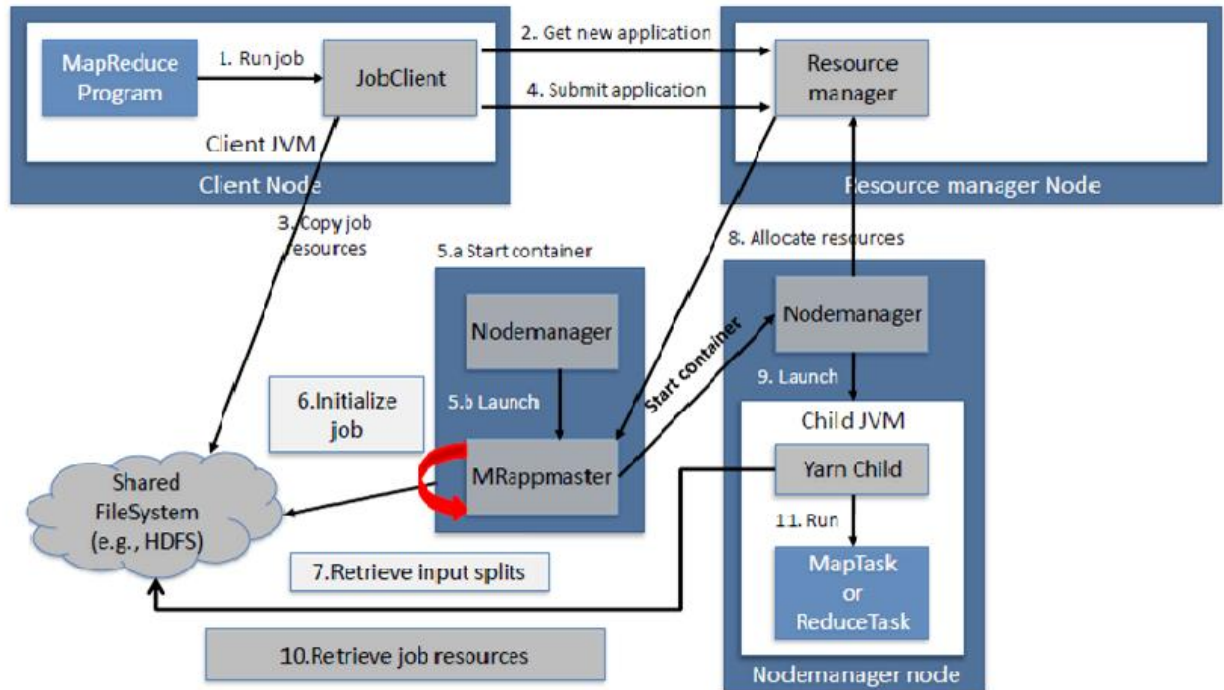 MapReduce
Program
1. Run job
JobClient
Client JVM
Client Node
2. Get new application
4. Submit application
Resource
manager
Resource manager Node
3. Copy job
resources
5.a Start container
Nodemanager
5.b Launch
MRappmaster
6.Initialize
job
Shared
FileSystem
(e.g., HDFS)
7.Retrieve input splits
10.Retrieve job resources
Start container
8. Allocate resources
Nodemanager
9. Launch
Child JVM
Yarn Child
11. Run
MapTask
or
ReduceTask
Nodemanager node